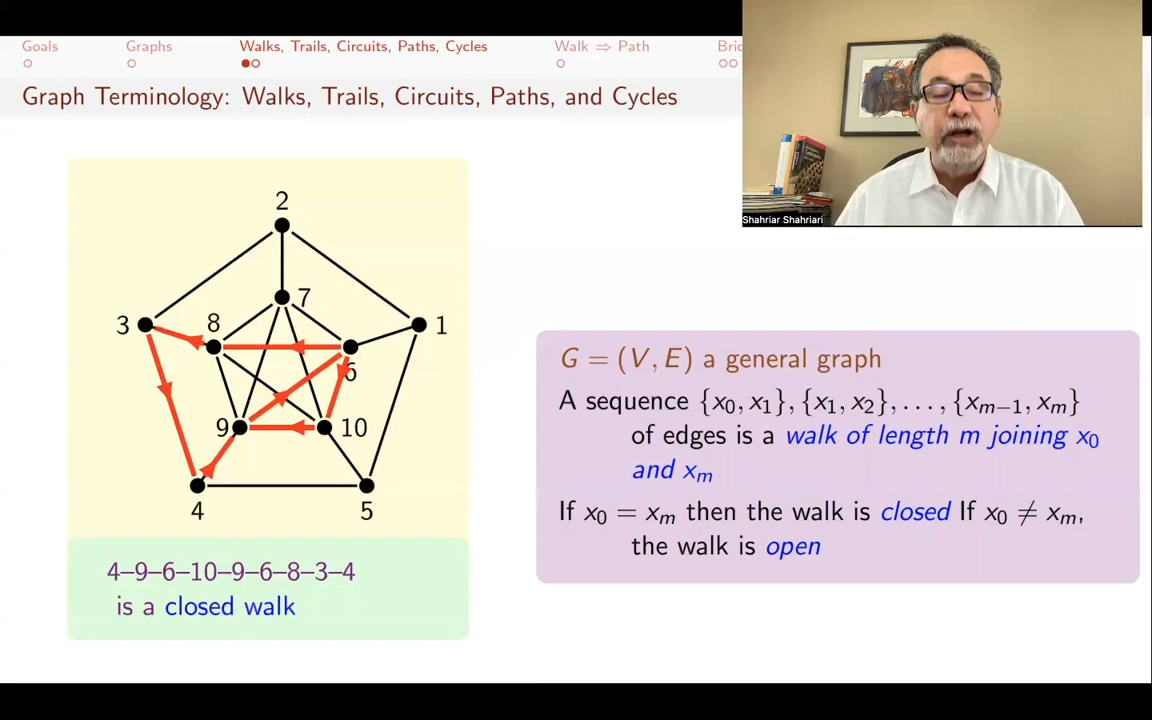 Goals Graphs Walks, Trails, Circuits, Paths, Cycles Walk ⇒ Path Brid
Graph Terminology: Walks, Trails, Circuits, Paths, and Cycles
Shahriar Shahriari
2
7
3
8
1
6
9
10
4
5
4–9–6–10–9–6–8–3–4
is a closed walk
G = (V, E) a general graph
A sequence {x₀, x₁}, {x₁, x₂}, . . . , {xₘ₋₁, xₘ}
of edges is a walk of length m joining x₀
and xₘ
If x₀ = xₘ then the walk is closed If x₀ ≠ xₘ,
the walk is open